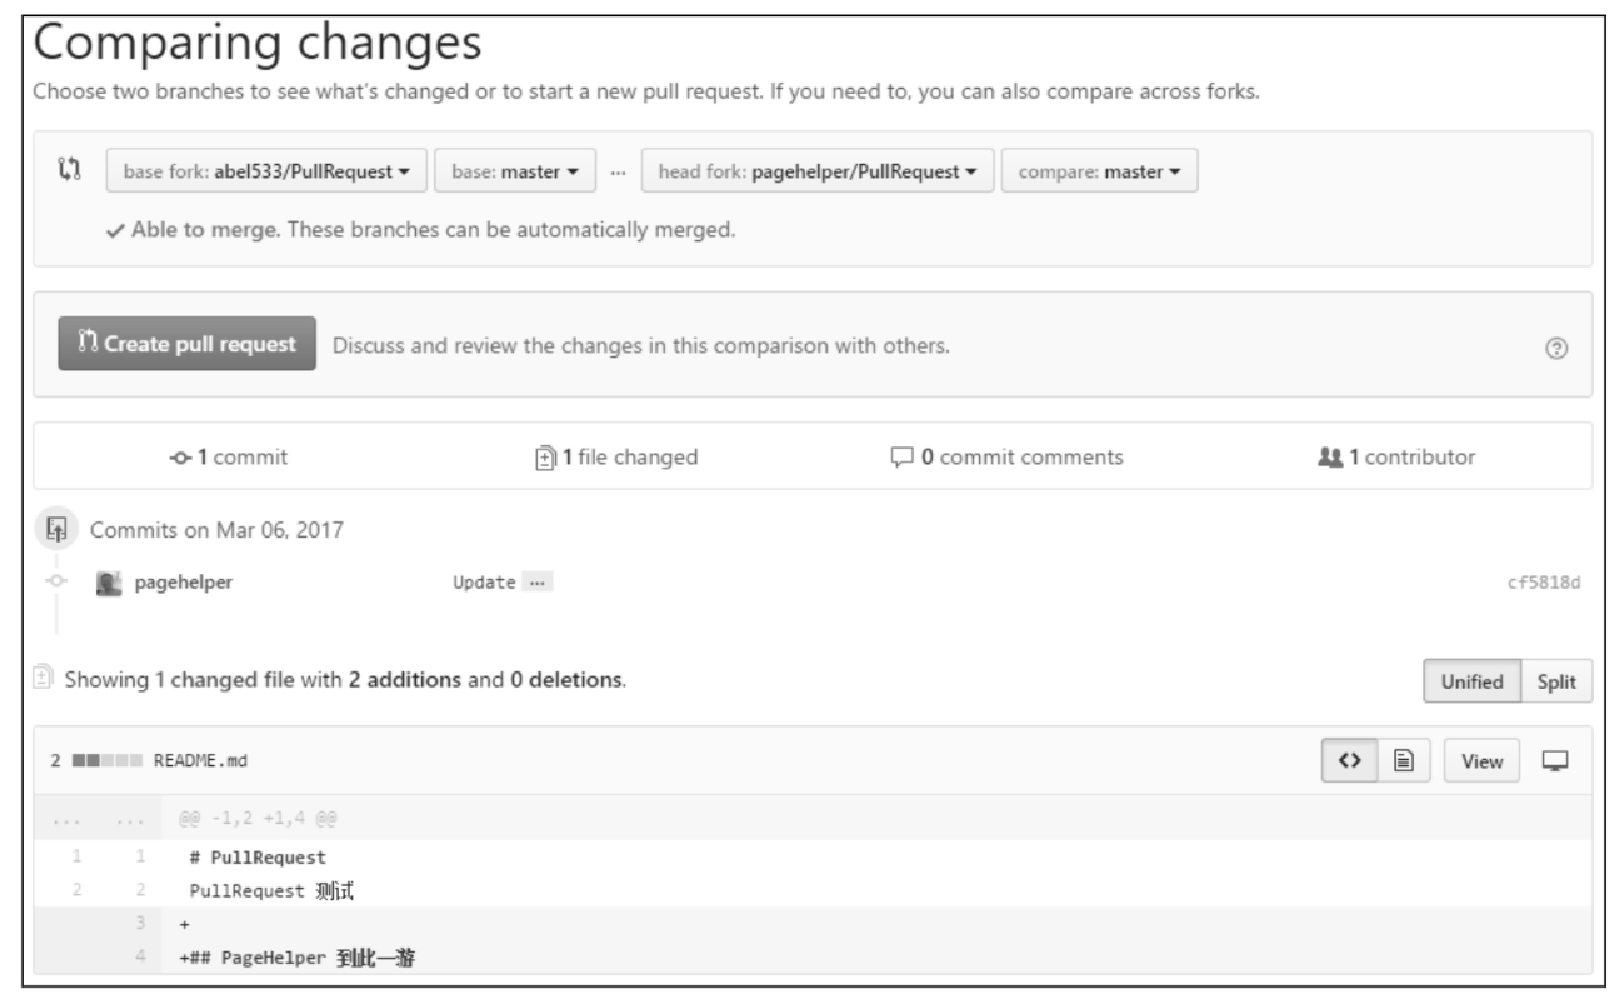 Comparing changes
Choose two branches to see what's changed or to start a new pull request. If you need to, you can also compare across forks.
base fork: abel533/PullRequest base: master ... head fork: pagehelper/PullRequest compare: master
Able to merge. These branches can be automatically merged.
Create pull request Discuss and review the changes in this comparison with others.
1 commit 1 file changed 0 commit comments 1 contributor
Commits on Mar 06, 2017
pagehelper Update ... cf5818d
Showing 1 changed file with 2 additions and 0 deletions. Unified Split
2 README.md <> View
... ... @@ -1,2 +1,4 @@
1 1 # PullRequest
2 2 PullRequest 测试
3 +
4 +## PageHelper 到此一游